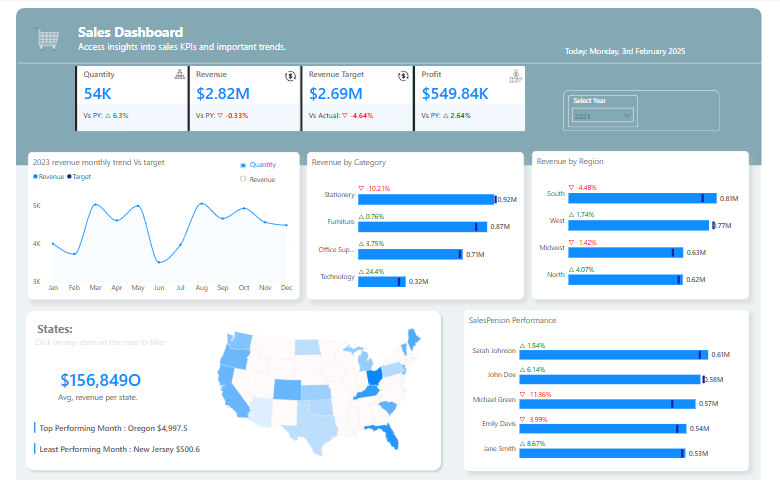 Sales Dashboard
Access insights into sales KPIs and important trends.
Today: Monday, 3rd February 2025
Quantity
54K
Vs PY: △ 6.3%
Revenue
$2.82M
Vs PY: ▽ -0.33%
Revenue Target
$2.69M
Vs Actual: ▽ -4.64%
Profit
$549.84K
Vs PY: △ 2.64%
Select Year
2023
2023 revenue monthly trend Vs target
Revenue Target
Quantity
Revenue
5K
4K
3K
Jan Feb Mar Apr May Jun Jul Aug Sep Oct Nov Dec
Revenue by Category
▽ -10.21%
Stationery 0.92M
△ 0.76%
Furniture 0.87M
△ 3.75%
Office Sup... 0.71M
△ 24.4%
Technology 0.32M
Revenue by Region
▽ -4.48%
South 0.81M
△ 1.74%
West 0.77M
▽ -1.42%
Midwest 0.63M
△ 4.07%
North 0.62M
States:
Click on any state on the map to filter
$156,849O
Avg, revenue per state.
Top Performing Month : Oregon $4,997.5
Least Performing Month : New Jersey $500.6
SalesPerson Performance
△ 1.54%
Sarah Johnson 0.61M
△ 6.14%
John Doe 0.58M
▽ -11.36%
Michael Green 0.57M
▽ -3.99%
Emily Davis 0.54M
△ 8.67%
Jane Smith 0.53M